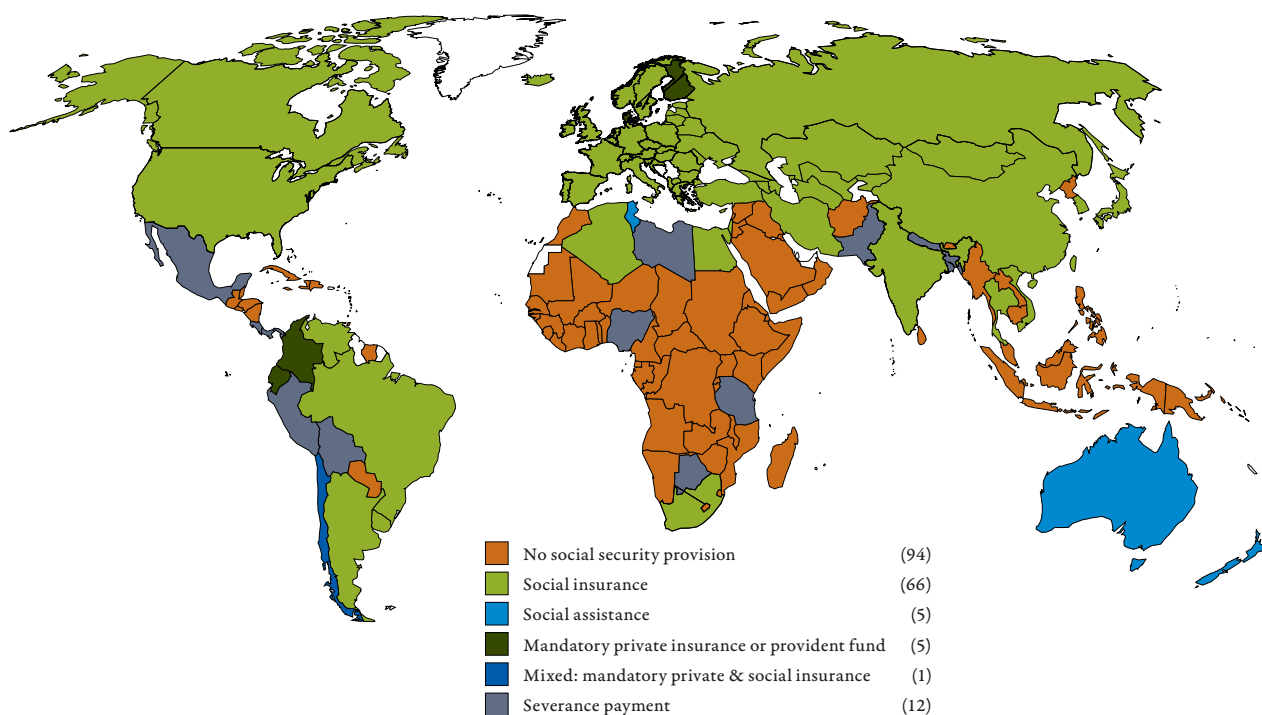 No social security provision (94)
Social insurance (66)
Social assistance (5)
Mandatory private insurance or provident fund (5)
Mixed: mandatory private & social insurance (1)
Severance payment (12)